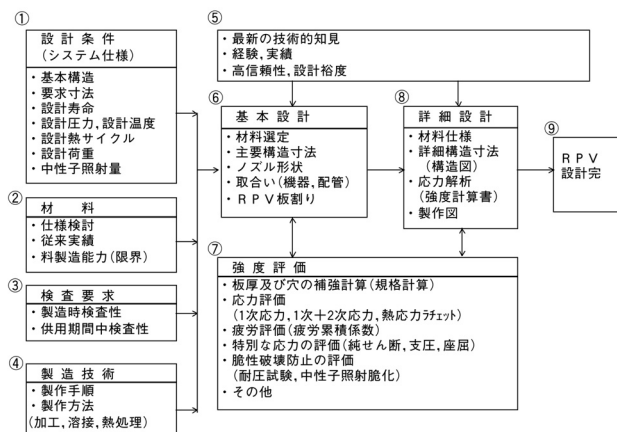 ①
設計条件
(システム仕様)
・基本構造
・要求寸法
・設計寿命
・設計圧力,設計温度
・設計熱サイクル
・設計荷重
・中性子照射量
②
材料
・仕様検討
・従来実績
・料製造能力(限界)
③
検査要求
・製造時検査性
・供用期間中検査性
④
製造技術
・製作手順
・製作方法
(加工,溶接,熱処理)
⑤
・最新の技術的知見
・経験,実績
・高信頼性,設計裕度
⑥
基本設計
・材料選定
・主要構造寸法
・ノズル形状
・取合い(機器,配管)
・RPV板割り
⑦
強度評価
・板厚及び穴の補強計算(規格計算)
・応力評価
(1次応力,1次+2次応力,熱応力ラチェット)
・疲労評価(疲労累積係数)
・特別な応力の評価(純せん断,支圧,座屈)
・脆性破壊防止の評価
(耐圧試験,中性子照射脆化)
・その他
⑧
詳細設計
・材料仕様
・詳細構造寸法
(構造図)
・応力解析
(強度計算書)
・製作図
⑨
RPV
設計完